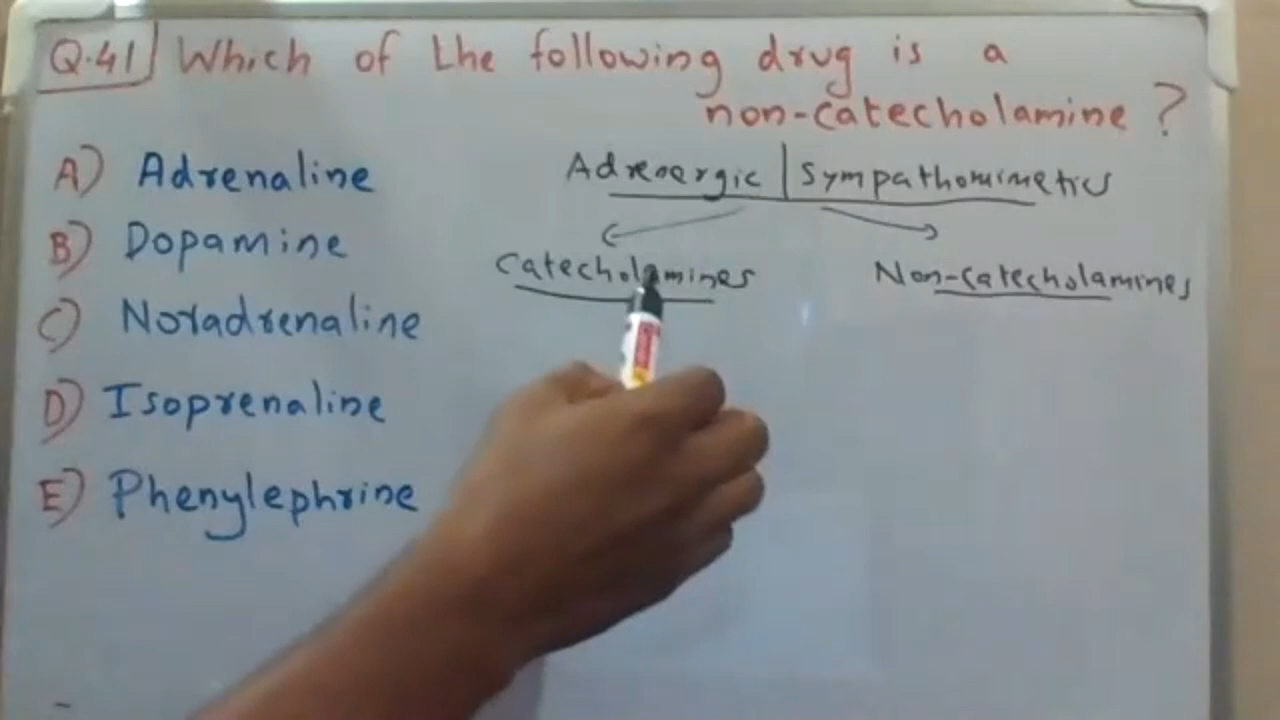 Q.41 Which of the following drug is a
non-catecholamine ?
A) Adrenaline
B) Dopamine
C) Noradrenaline
D) Isoprenaline
E) Phenylephrine
Adrenergic | Sympathomimetics
Catecholamines
Non-Catecholamines